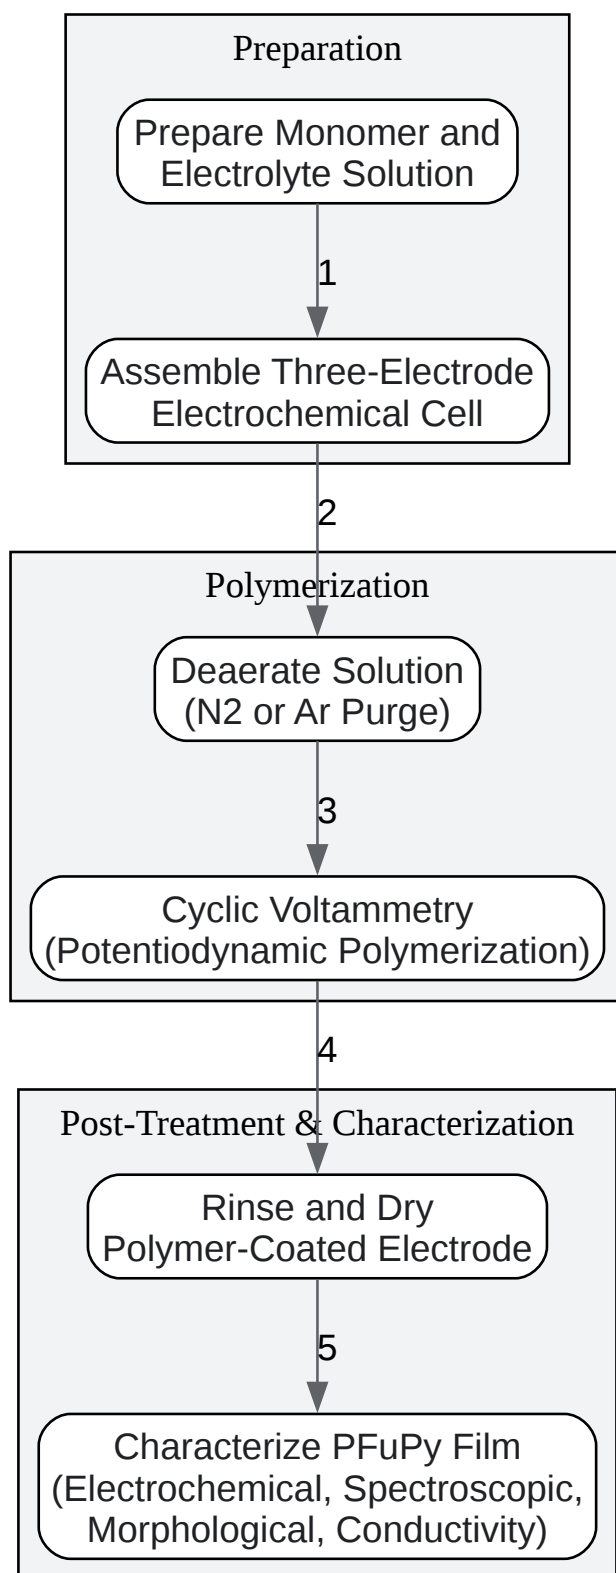 Preparation
Prepare Monomer and
Electrolyte Solution
1
Assemble Three-Electrode
Electrochemical Cell
2
Polymerization
Deaerate Solution
(N2 or Ar Purge)
3
Cyclic Voltammetry
(Potentiodynamic Polymerization)
4
Post-Treatment & Characterization
Rinse and Dry
Polymer-Coated Electrode
5
Characterize PFuPy Film
(Electrochemical, Spectroscopic,
Morphological, Conductivity)